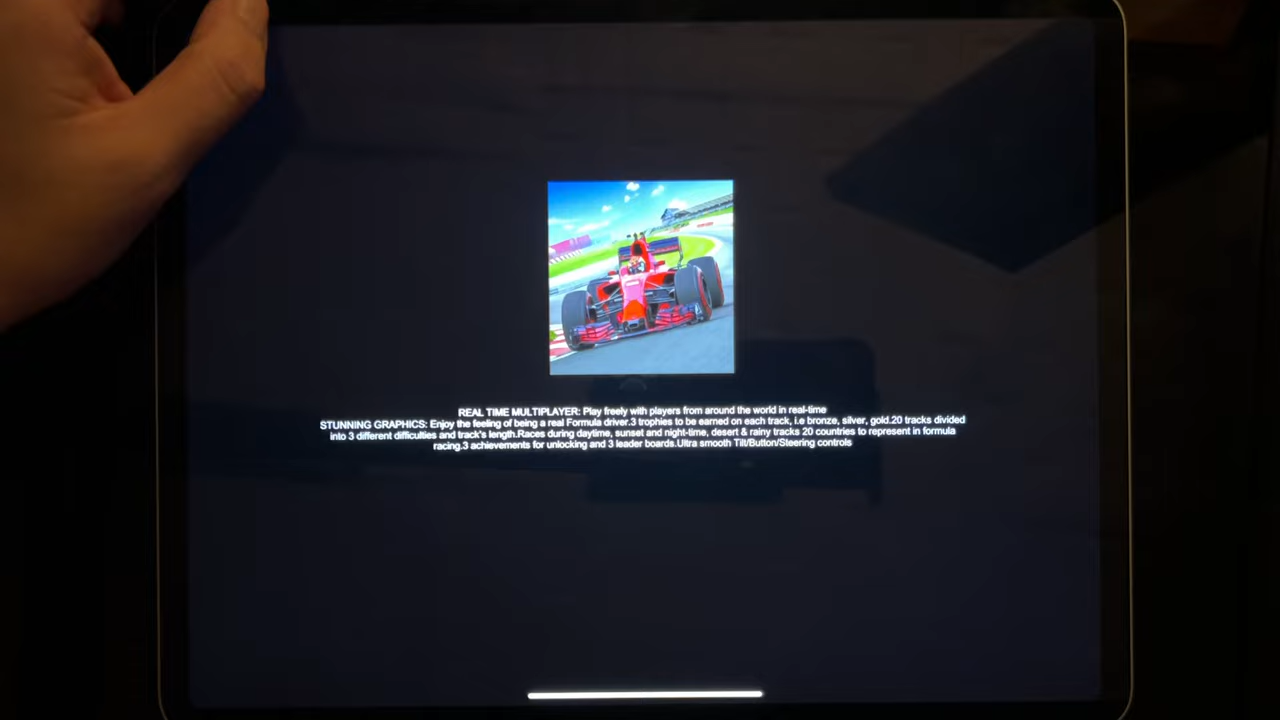 REAL TIME MULTIPLAYER: Play freely with players from around the world in real-time
STUNNING GRAPHICS: Enjoy the feeling of being a real Formula driver.3 trophies to be earned on each track, i.e bronze, silver, gold.20 tracks divided
into 3 different difficulties and track's length.Races during daytime, sunset and night-time, desert & rainy tracks 20 countries to represent in formula
racing.3 achievements for unlocking and 3 leader boards.Ultra smooth Tilt/Button/Steering controls